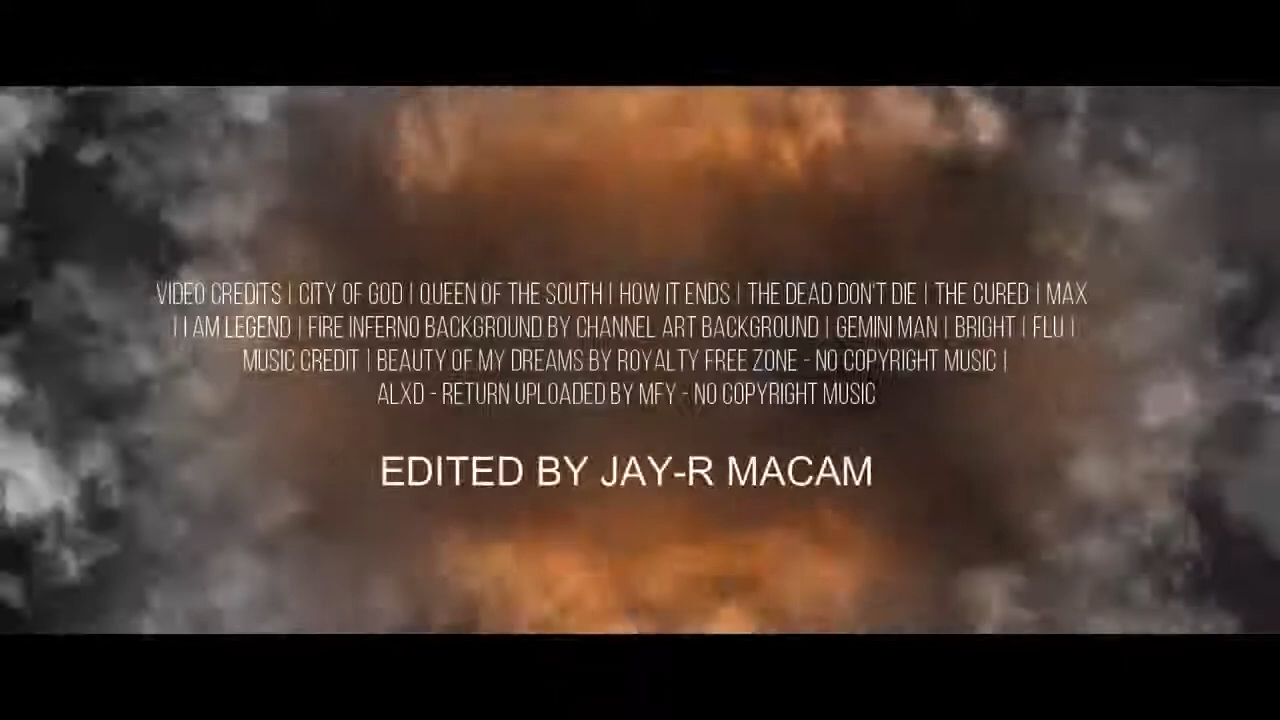 VIDEO CREDITS | CITY OF GOD | QUEEN OF THE SOUTH | HOW IT ENDS | THE DEAD DON'T DIE | THE CURED | MAX
| I AM LEGEND | FIRE INFERNO BACKGROUND BY CHANNEL ART BACKGROUND | GEMINI MAN | BRIGHT | FLU |
MUSIC CREDIT | BEAUTY OF MY DREAMS BY ROYALTY FREE ZONE - NO COPYRIGHT MUSIC |
ALXD - RETURN UPLOADED BY MFY - NO COPYRIGHT MUSIC
EDITED BY JAY-R MACAM